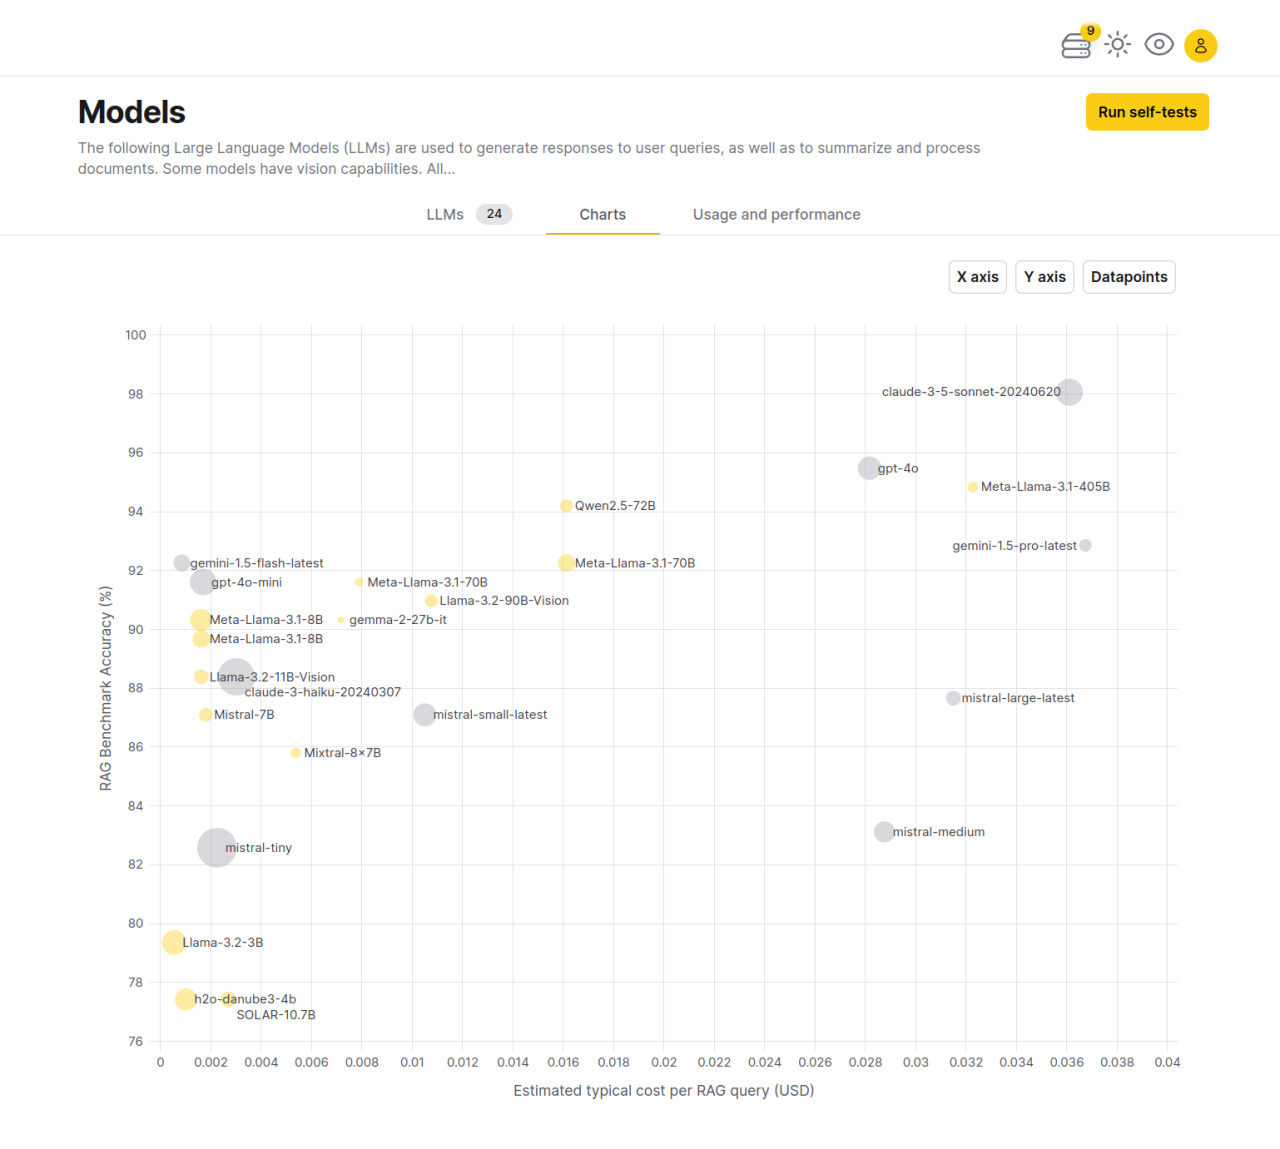 9
Models
Run self-tests
The following Large Language Models (LLMs) are used to generate responses to user queries, as well as to summarize and process
documents. Some models have vision capabilities. All...
LLMs 24 Charts Usage and performance
X axis Y axis Datapoints
100
98
96
94
92
90
88
86
84
82
80
78
76
RAG Benchmark Accuracy (%)
claude-3-5-sonnet-20240620
gpt-4o
Meta-Llama-3.1-405B
Qwen2.5-72B
gemini-1.5-pro-latest
gemini-1.5-flash-latest
Meta-Llama-3.1-70B
gpt-4o-mini
Meta-Llama-3.1-70B
Llama-3.2-90B-Vision
Meta-Llama-3.1-8B
gemma-2-27b-it
Meta-Llama-3.1-8B
Llama-3.2-11B-Vision
claude-3-haiku-20240307
mistral-large-latest
Mistral-7B
mistral-small-latest
Mixtral-8x7B
mistral-medium
mistral-tiny
Llama-3.2-3B
h2o-danube3-4b
SOLAR-10.7B
0 0.002 0.004 0.006 0.008 0.01 0.012 0.014 0.016 0.018 0.02 0.022 0.024 0.026 0.028 0.03 0.032 0.034 0.036 0.038 0.04
Estimated typical cost per RAG query (USD)